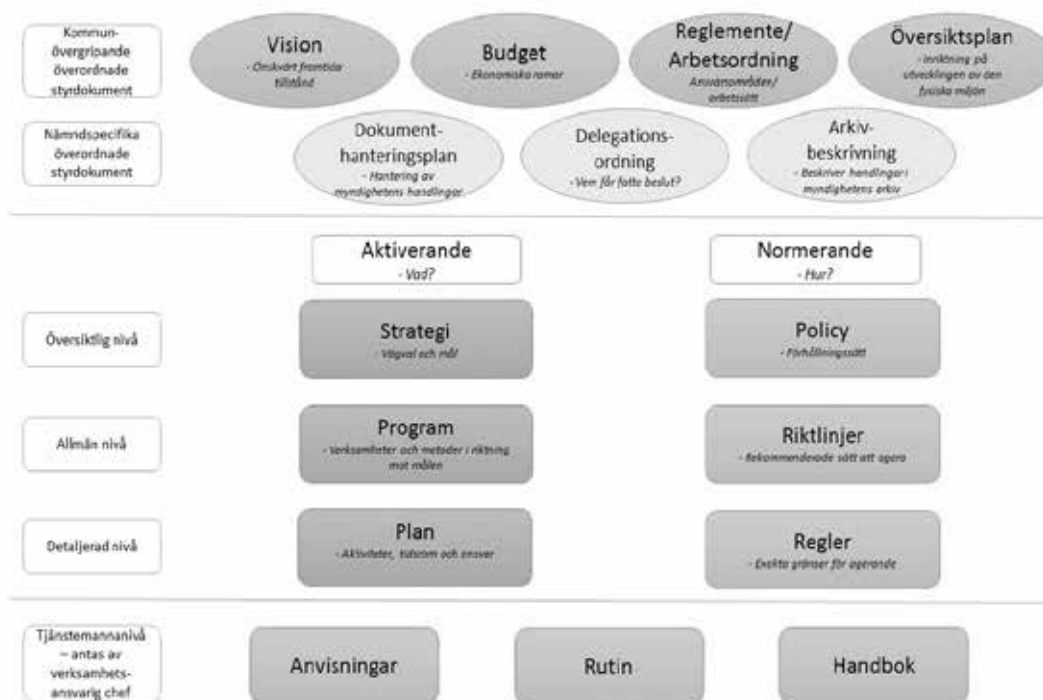 Kommun-
övergripande
överordnade
styrdokument
Vision
- Önskvärt framtida
tillstånd
Budget
- Ekonomiska ramar
Reglemente/
Arbetsordning
Ansvarsområden/
arbetssätt
Översiktsplan
- Inriktning på
utvecklingen av den
fysiska miljön
Nämndspecifika
överordnade
styrdokument
Dokument-
hanteringsplan
- Hantering av
myndighetens handlingar.
Delegations-
ordning
- Vem får fatta beslut?
Arkiv-
beskrivning
- Beskriver handlingar i
myndighetens arkiv
Aktiverande
- Vad?
Normerande
- Hur?
Översiktlig nivå
Strategi
- Vägval och mål
Policy
- Förhållningssätt
Allmän nivå
Program
- Verksamheter och metoder i riktning
mot målen
Riktlinjer
- Rekommenderade sätt att agera
Detaljerad nivå
Plan
- Aktiviteter, tidsram och ansvar
Regler
- Exakta gränser för agerande
Tjänstemannanivå
– antas av
verksamhets-
ansvarig chef
Anvisningar
Rutin
Handbok